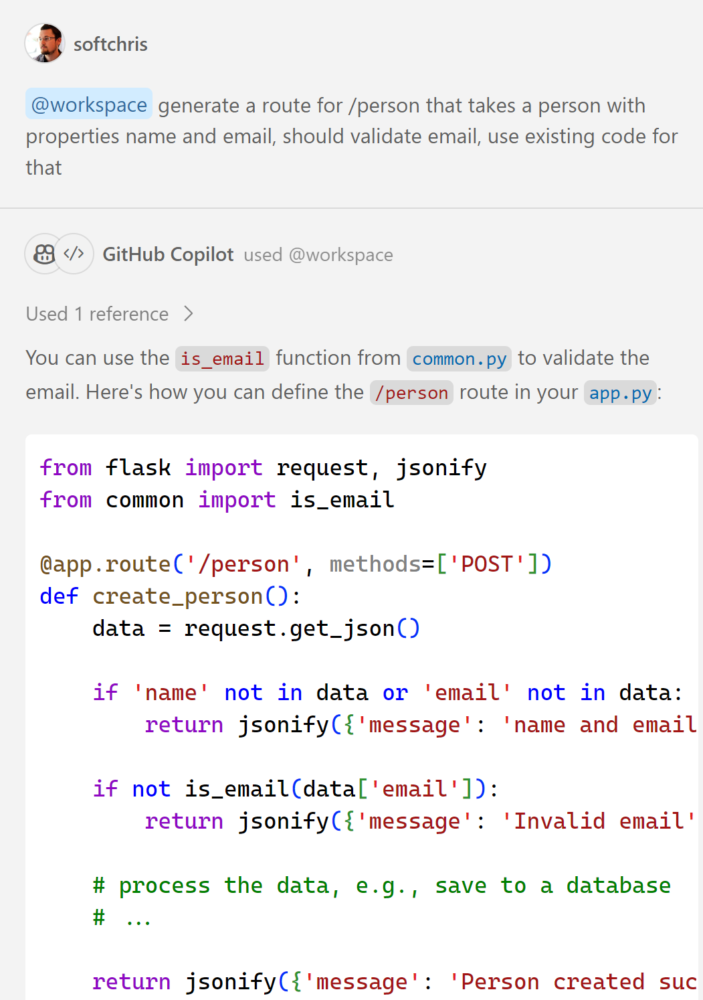 softchris
@workspace generate a route for /person that takes a person with
properties name and email, should validate email, use existing code for
that
</> GitHub Copilot used @workspace
Used 1 reference >
You can use the is_email function from common.py to validate the
email. Here's how you can define the /person route in your app.py:
from flask import request, jsonify
from common import is_email
@app.route('/person', methods=['POST'])
def create_person():
    data = request.get_json()
    if 'name' not in data or 'email' not in data:
        return jsonify({'message': 'name and email
    if not is_email(data['email']):
        return jsonify({'message': 'Invalid email'
    # process the data, e.g., save to a database
    # ...
    return jsonify({'message': 'Person created suc